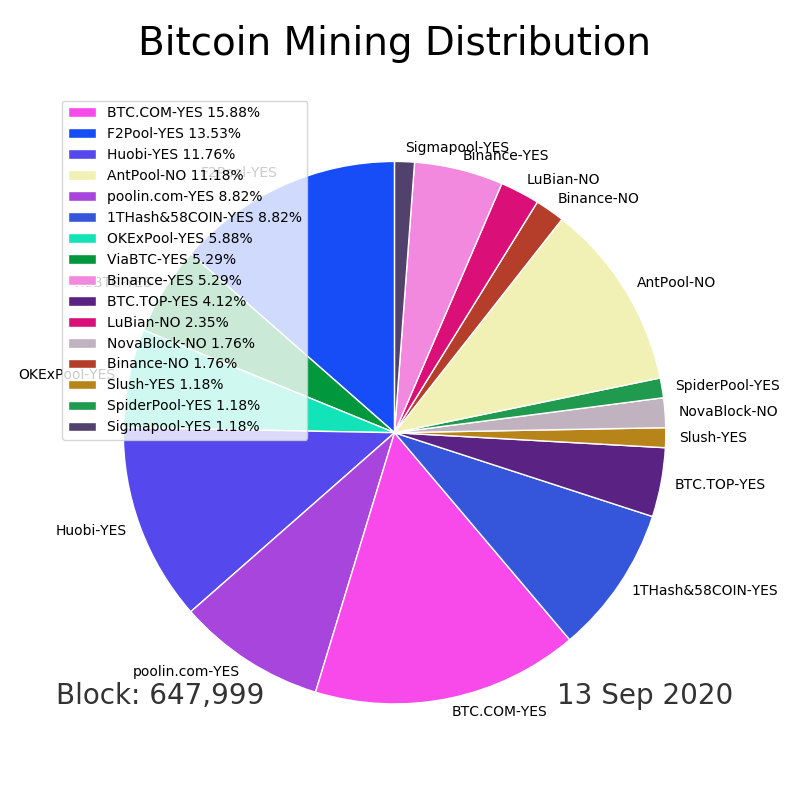 Bitcoin Mining Distribution
BTC.COM-YES 15.88%
F2Pool-YES 13.53%
Huobi-YES 11.76%
AntPool-NO 11.18%
poolin.com-YES 8.82%
1THash&58COIN-YES 8.82%
OKExPool-YES 5.88%
ViaBTC-YES 5.29%
Binance-YES 5.29%
BTC.TOP-YES 4.12%
LuBian-NO 2.35%
NovaBlock-NO 1.76%
Binance-NO 1.76%
Slush-YES 1.18%
SpiderPool-YES 1.18%
Sigmapool-YES 1.18%
Sigmapool-YES
Binance-YES
LuBian-NO
Binance-NO
AntPool-NO
SpiderPool-YES
NovaBlock-NO
Slush-YES
BTC.TOP-YES
1THash&58COIN-YES
BTC.COM-YES
poolin.com-YES
Huobi-YES
OKExPool-YES
Block: 647,999
13 Sep 2020